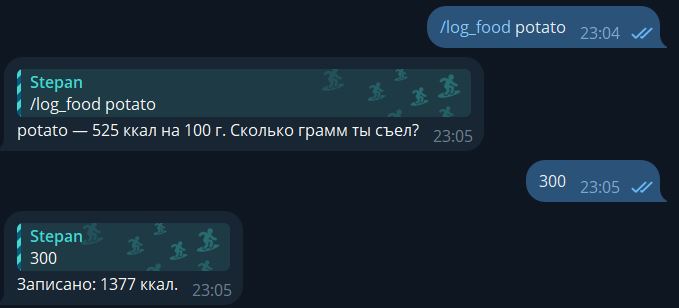 /log_food potato 23:04
Stepan
/log_food potato
potato — 525 ккал на 100 г. Сколько грамм ты съел? 23:05
300 23:05
Stepan
300
Записано: 1377 ккал. 23:05